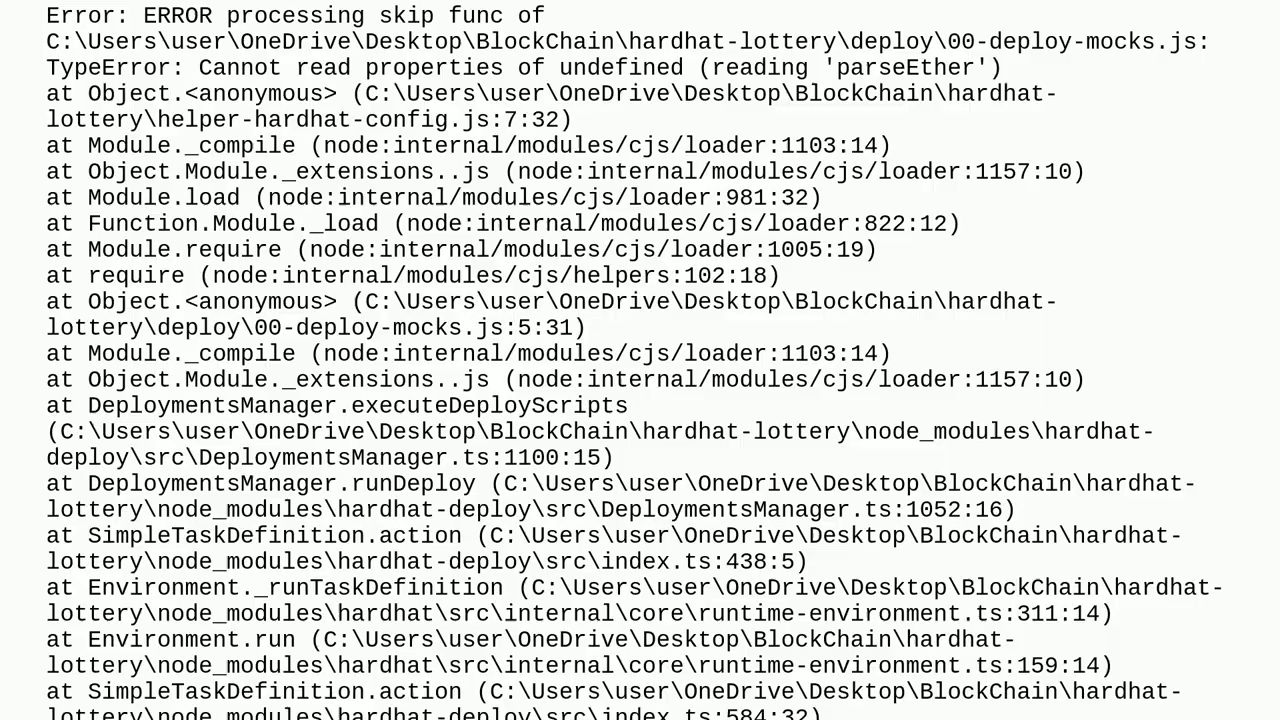 Error: ERROR processing skip func of
C:\Users\user\OneDrive\Desktop\BlockChain\hardhat-lottery\deploy\00-deploy-mocks.js:
TypeError: Cannot read properties of undefined (reading 'parseEther')
at Object.<anonymous> (C:\Users\user\OneDrive\Desktop\BlockChain\hardhat-
lottery\helper-hardhat-config.js:7:32)
at Module._compile (node:internal/modules/cjs/loader:1103:14)
at Object.Module._extensions..js (node:internal/modules/cjs/loader:1157:10)
at Module.load (node:internal/modules/cjs/loader:981:32)
at Function.Module._load (node:internal/modules/cjs/loader:822:12)
at Module.require (node:internal/modules/cjs/loader:1005:19)
at require (node:internal/modules/cjs/helpers:102:18)
at Object.<anonymous> (C:\Users\user\OneDrive\Desktop\BlockChain\hardhat-
lottery\deploy\00-deploy-mocks.js:5:31)
at Module._compile (node:internal/modules/cjs/loader:1103:14)
at Object.Module._extensions..js (node:internal/modules/cjs/loader:1157:10)
at DeploymentsManager.executeDeployScripts
(C:\Users\user\OneDrive\Desktop\BlockChain\hardhat-lottery\node_modules\hardhat-
deploy\src\DeploymentsManager.ts:1100:15)
at DeploymentsManager.runDeploy (C:\Users\user\OneDrive\Desktop\BlockChain\hardhat-
lottery\node_modules\hardhat-deploy\src\DeploymentsManager.ts:1052:16)
at SimpleTaskDefinition.action (C:\Users\user\OneDrive\Desktop\BlockChain\hardhat-
lottery\node_modules\hardhat-deploy\src\index.ts:438:5)
at Environment._runTaskDefinition (C:\Users\user\OneDrive\Desktop\BlockChain\hardhat-
lottery\node_modules\hardhat\src\internal\core\runtime-environment.ts:311:14)
at Environment.run (C:\Users\user\OneDrive\Desktop\BlockChain\hardhat-
lottery\node_modules\hardhat\src\internal\core\runtime-environment.ts:159:14)
at SimpleTaskDefinition.action (C:\Users\user\OneDrive\Desktop\BlockChain\hardhat-
lottery\node_modules\hardhat-deploy\src\index.ts:584:32)